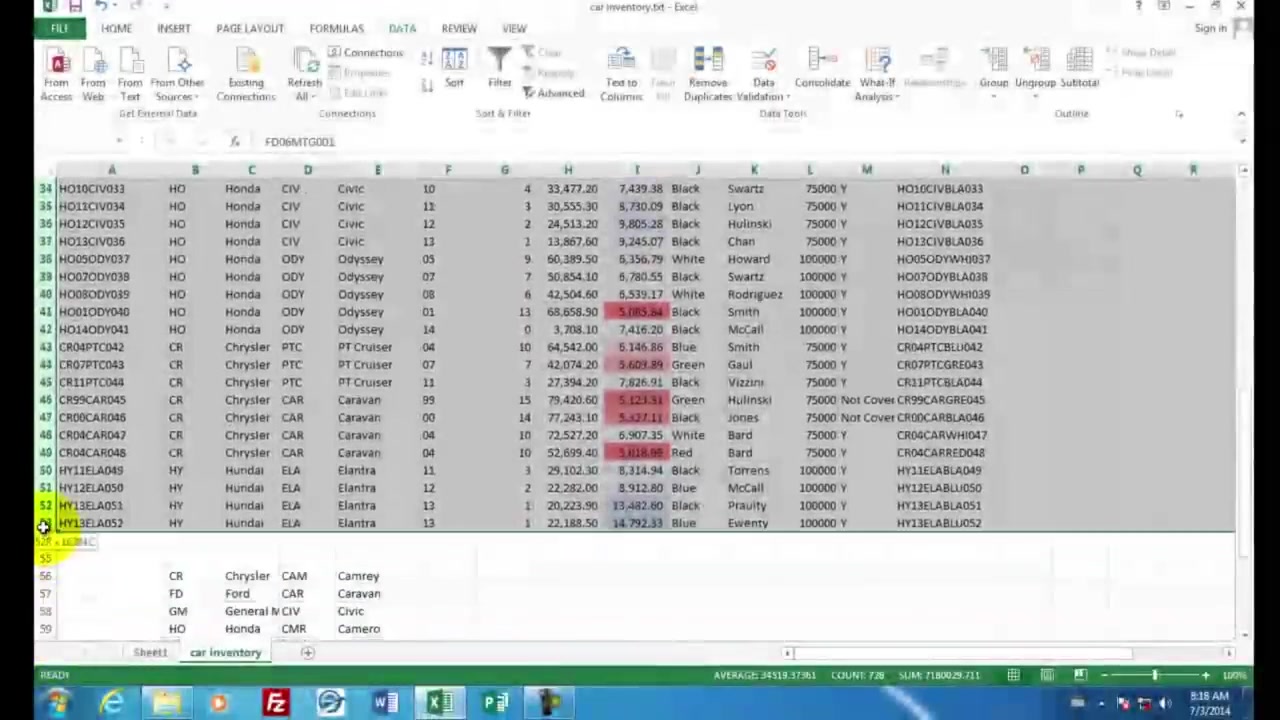 car inventory.txt - Excel
FILE HOME INSERT PAGE LAYOUT FORMULAS DATA REVIEW VIEW Sign in
From Access From Web From Text From Other Sources Existing Connections Refresh All Connections Properties Edit Links Sort Filter Clear Reapply Advanced Text to Columns Flash Fill Remove Duplicates Data Validation Consolidate What-If Analysis Relationships Group Ungroup Subtotal Show Detail Hide Detail
Get External Data Connections Sort & Filter Data Tools Outline
fx FD06MTG001
A B C D E F G H I J K L M N O P Q R
34 HO10CIV033 HO Honda CIV Civic 10 4 33,477.20 7,439.38 Black Swartz 75000 Y HO10CIVBLA033
35 HO11CIV034 HO Honda CIV Civic 11 3 30,555.30 8,730.09 Black Lyon 75000 Y HO11CIVBLA034
36 HO12CIV035 HO Honda CIV Civic 12 2 24,513.20 9,805.28 Black Hulinski 75000 Y HO12CIVBLA035
37 HO13CIV036 HO Honda CIV Civic 13 1 13,867.60 9,245.07 Black Chan 75000 Y HO13CIVBLA036
38 HO05ODY037 HO Honda ODY Odyssey 05 9 60,389.50 6,356.79 White Howard 100000 Y HO05ODYWHI037
39 HO07ODY038 HO Honda ODY Odyssey 07 7 50,854.10 6,780.55 Black Swartz 100000 Y HO07ODYBLA038
40 HO08ODY039 HO Honda ODY Odyssey 08 6 42,504.60 6,539.17 White Rodriguez 100000 Y HO08ODYWHI039
41 HO01ODY040 HO Honda ODY Odyssey 01 13 68,658.90 5,085.84 Black Smith 100000 Y HO01ODYBLA040
42 HO14ODY041 HO Honda ODY Odyssey 14 0 3,708.10 7,416.20 Black McCall 100000 Y HO14ODYBLA041
43 CR04PTC042 CR Chrysler PTC PT Cruiser 04 10 64,542.00 6,146.86 Blue Smith 75000 Y CR04PTCBLU042
44 CR07PTC043 CR Chrysler PTC PT Cruiser 07 7 42,074.20 5,609.89 Green Gaul 75000 Y CR07PTCGRE043
45 CR11PTC044 CR Chrysler PTC PT Cruiser 11 3 27,394.20 7,826.91 Black Vizzini 75000 Y CR11PTCBLA044
46 CR99CAR045 CR Chrysler CAR Caravan 99 15 79,420.60 5,123.91 Green Hulinski 75000 Not Cover CR99CARGRE045
47 CR00CAR046 CR Chrysler CAR Caravan 00 14 77,243.10 5,327.11 Black Jones 75000 Not Cover CR00CARBLA046
48 CR04CAR047 CR Chrysler CAR Caravan 04 10 72,527.20 6,907.35 White Bard 75000 Y CR04CARWHI047
49 CR04CAR048 CR Chrysler CAR Caravan 04 10 52,699.40 5,018.99 Red Bard 75000 Y CR04CARRED048
50 HY11ELA049 HY Hundai ELA Elantra 11 3 29,102.30 8,314.94 Black Torrens 100000 Y HY11ELABLA049
51 HY12ELA050 HY Hundai ELA Elantra 12 2 22,282.00 8,912.80 Blue McCall 100000 Y HY12ELABLU050
52 HY13ELA051 HY Hundai ELA Elantra 13 1 20,223.90 13,482.60 Black Praulty 100000 Y HY13ELABLA051
HY13ELA052 HY Hundai ELA Elantra 13 1 22,188.50 14,792.33 Blue Ewenty 100000 Y HY13ELABLU052
52R x 16384C
55
56 CR Chrysler CAM Camrey
57 FD Ford CAR Caravan
58 GM General M CIV Civic
59 HO Honda CMR Camero
Sheet1 car inventory
READY AVERAGE: 34519.37361 COUNT: 728 SUM: 7180029.711 100%
8:18 AM
7/3/2014